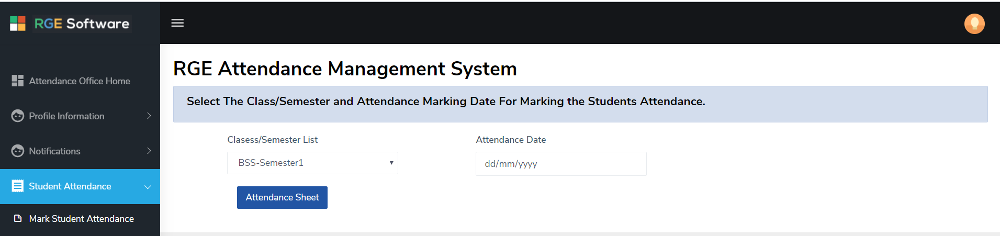 RGE Software
Attendance Office Home
Profile Information
Notifications
Student Attendance
Mark Student Attendance
RGE Attendance Management System
Select The Class/Semester and Attendance Marking Date For Marking the Students Attendance.
Clasess/Semester List
Attendance Date
BSS-Semester1
dd/mm/yyyy
Attendance Sheet